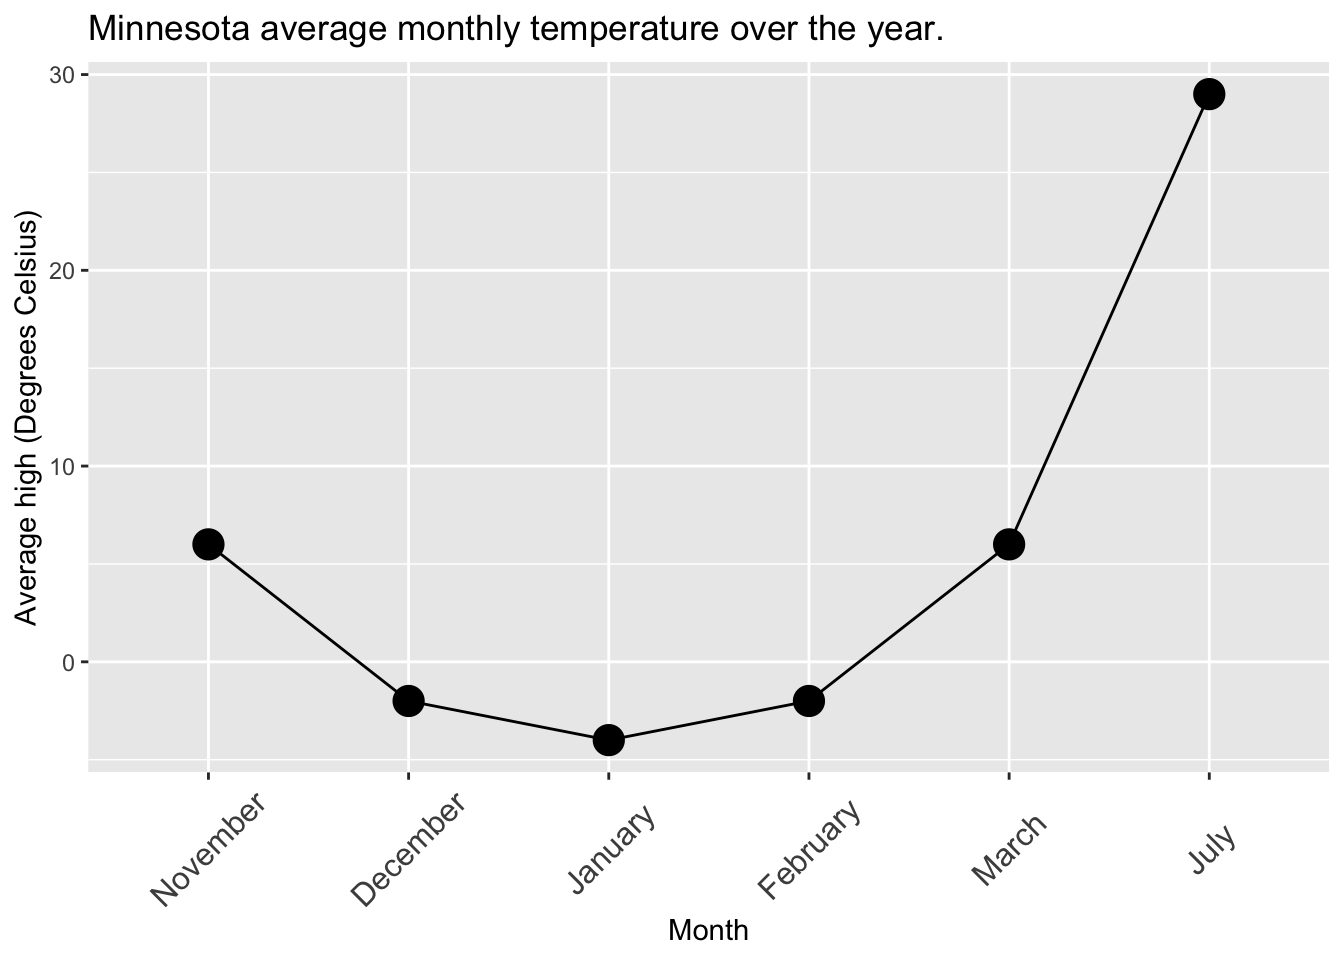 Minnesota average monthly temperature over the year.
30
20
10
0
Average high (Degrees Celsius)
November
December
January
February
March
July
Month